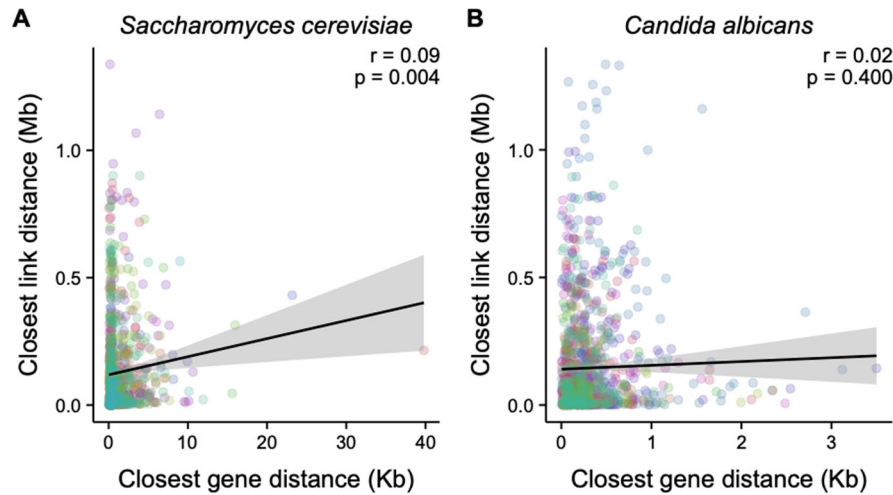 A
Saccharomyces cerevisiae
r = 0.09
p = 0.004
Closest link distance (Mb)
1.0
0.5
0.0
0
10
20
30
40
Closest gene distance (Kb)
B
Candida albicans
r = 0.02
p = 0.400
Closest link distance (Mb)
1.0
0.5
0.0
0
1
2
3
Closest gene distance (Kb)